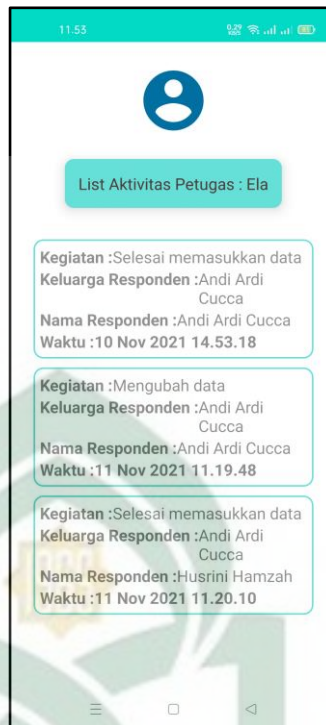 11.53
0.29 KB/S
List Aktivitas Petugas : Ela
Kegiatan :Selesai memasukkan data
Keluarga Responden :Andi Ardi
Cucca
Nama Responden :Andi Ardi Cucca
Waktu :10 Nov 2021 14.53.18
Kegiatan :Mengubah data
Keluarga Responden :Andi Ardi
Cucca
Nama Responden :Andi Ardi Cucca
Waktu :11 Nov 2021 11.19.48
Kegiatan :Selesai memasukkan data
Keluarga Responden :Andi Ardi
Cucca
Nama Responden :Husrini Hamzah
Waktu :11 Nov 2021 11.20.10